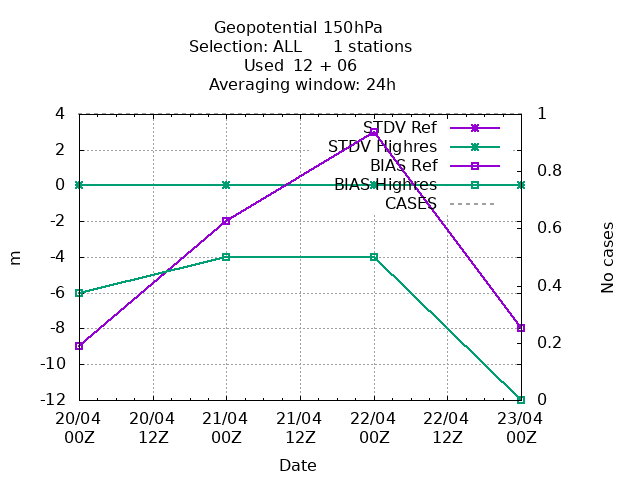 Geopotential 150hPa
Selection: ALL 1 stations
Used 12 + 06
Averaging window: 24h
4
2
0
-2
-4
-6
-8
-10
-12
m
1
0.8
0.6
0.4
0.2
0
No cases
STDV Ref
STDV Highres
BIAS Ref
BIAS Highres
CASES
20/04 20/04 21/04 21/04 22/04 22/04 23/04
00Z 12Z 00Z 12Z 00Z 12Z 00Z
Date